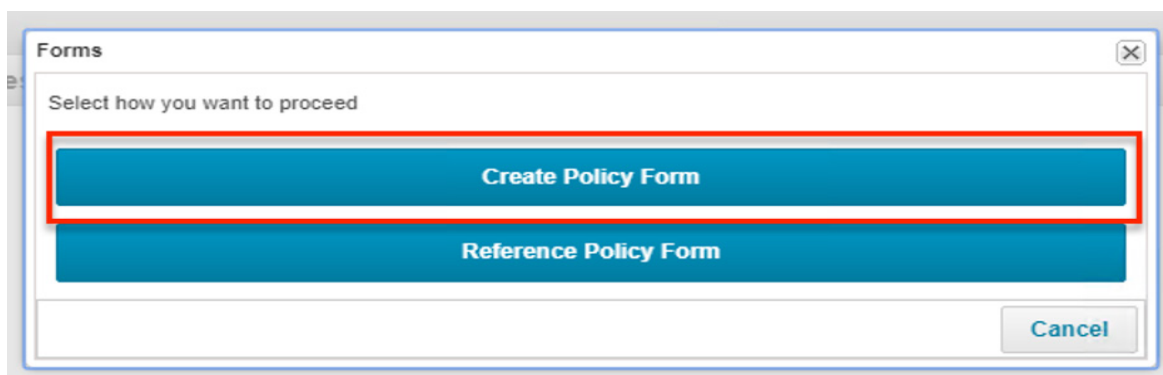 Forms
Select how you want to proceed
Create Policy Form
Reference Policy Form
Cancel